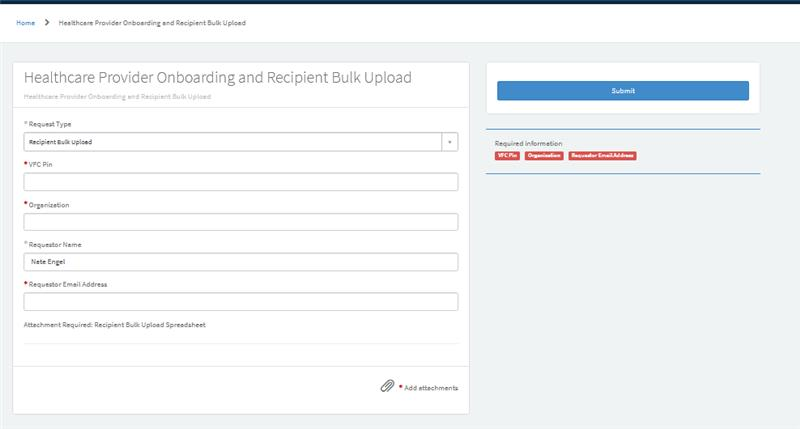 Home > Healthcare Provider Onboarding and Recipient Bulk Upload
Healthcare Provider Onboarding and Recipient Bulk Upload
Healthcare Provider Onboarding and Recipient Bulk Upload
* Request Type
Recipient Bulk Upload
* VFC Pin
* Organization
* Requestor Name
Nate Engel
* Requestor Email Address
Attachment Required: Recipient Bulk Upload Spreadsheet
* Add attachments
Submit
Required information
VFC Pin Organization Requestor Email Address